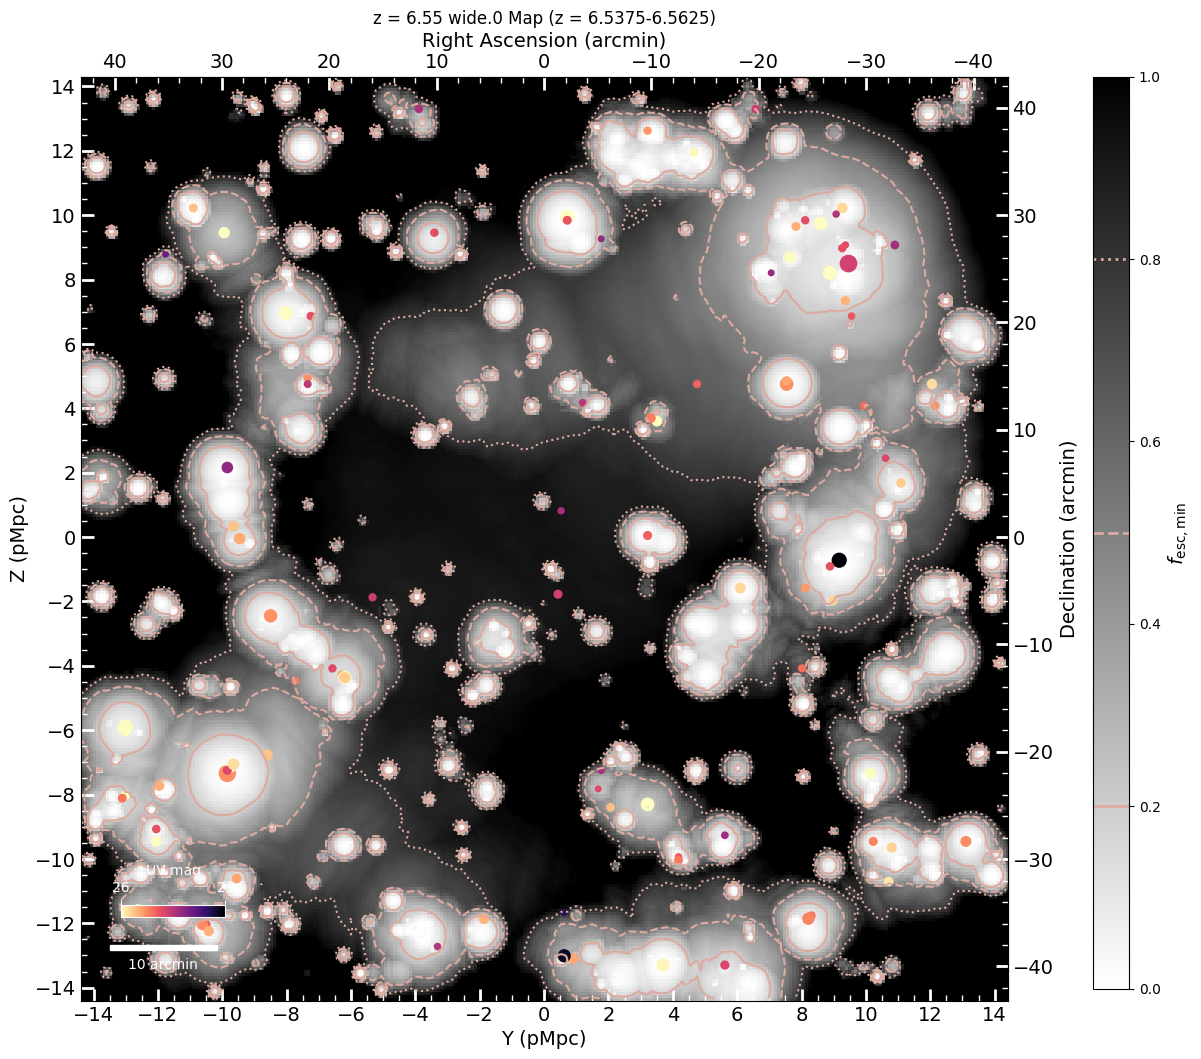 z = 6.55 wide.0 Map (z = 6.5375-6.5625)
Right Ascension (arcmin)
40 30 20 10 0 −10 −20 −30 −40
14 12 10 8 6 4 2 0 −2 −4 −6 −8 −10 −12 −14
Z (pMpc)
40 30 20 10 0 −10 −20 −30 −40
Declination (arcmin)
1.0 0.8 0.6 0.4 0.2 0.0
fesc,min
UV mag
26
10 arcmin
−14 −12 −10 −8 −6 −4 −2 0 2 4 6 8 10 12 14
Y (pMpc)